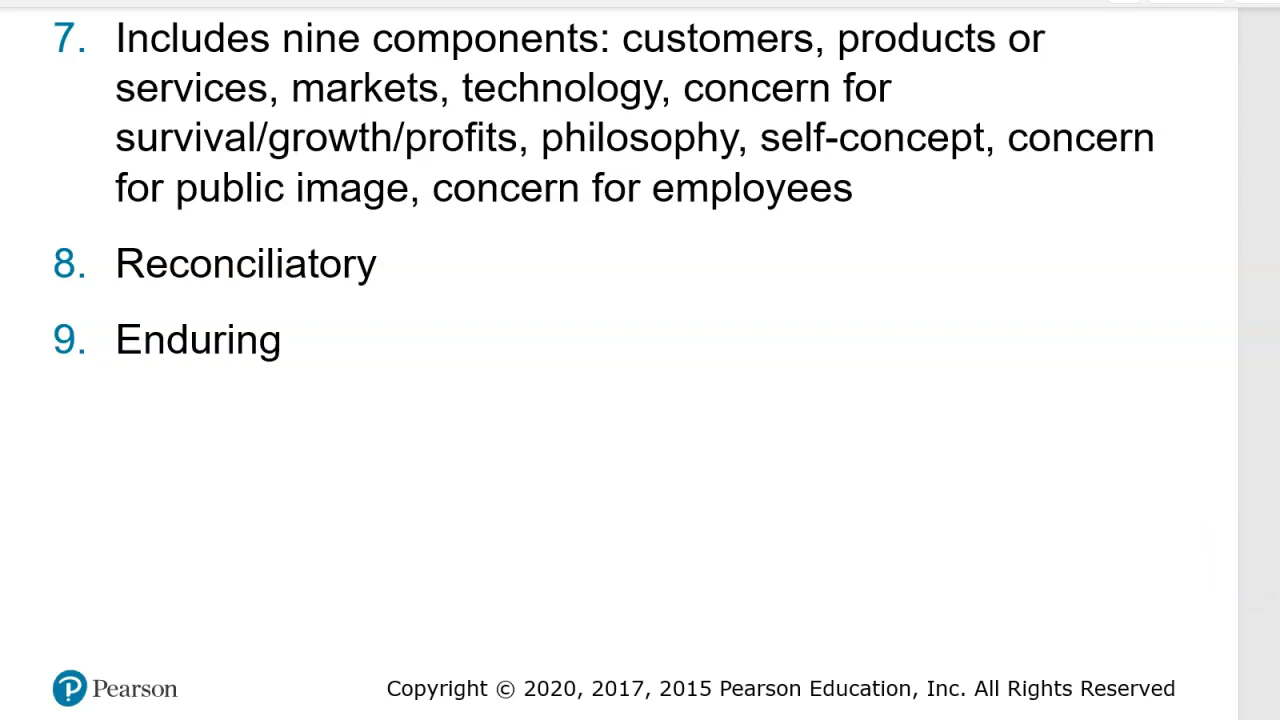 7. Includes nine components: customers, products or
services, markets, technology, concern for
survival/growth/profits, philosophy, self-concept, concern
for public image, concern for employees
8. Reconciliatory
9. Enduring
Pearson
Copyright © 2020, 2017, 2015 Pearson Education, Inc. All Rights Reserved